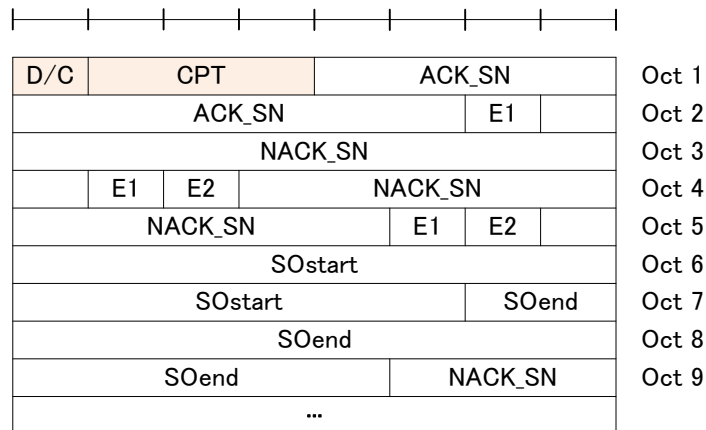 D/C CPT ACK_SN Oct 1
ACK_SN E1 Oct 2
NACK_SN Oct 3
E1 E2 NACK_SN Oct 4
NACK_SN E1 E2 Oct 5
SOstart Oct 6
SOstart SOend Oct 7
SOend Oct 8
SOend NACK_SN Oct 9
...